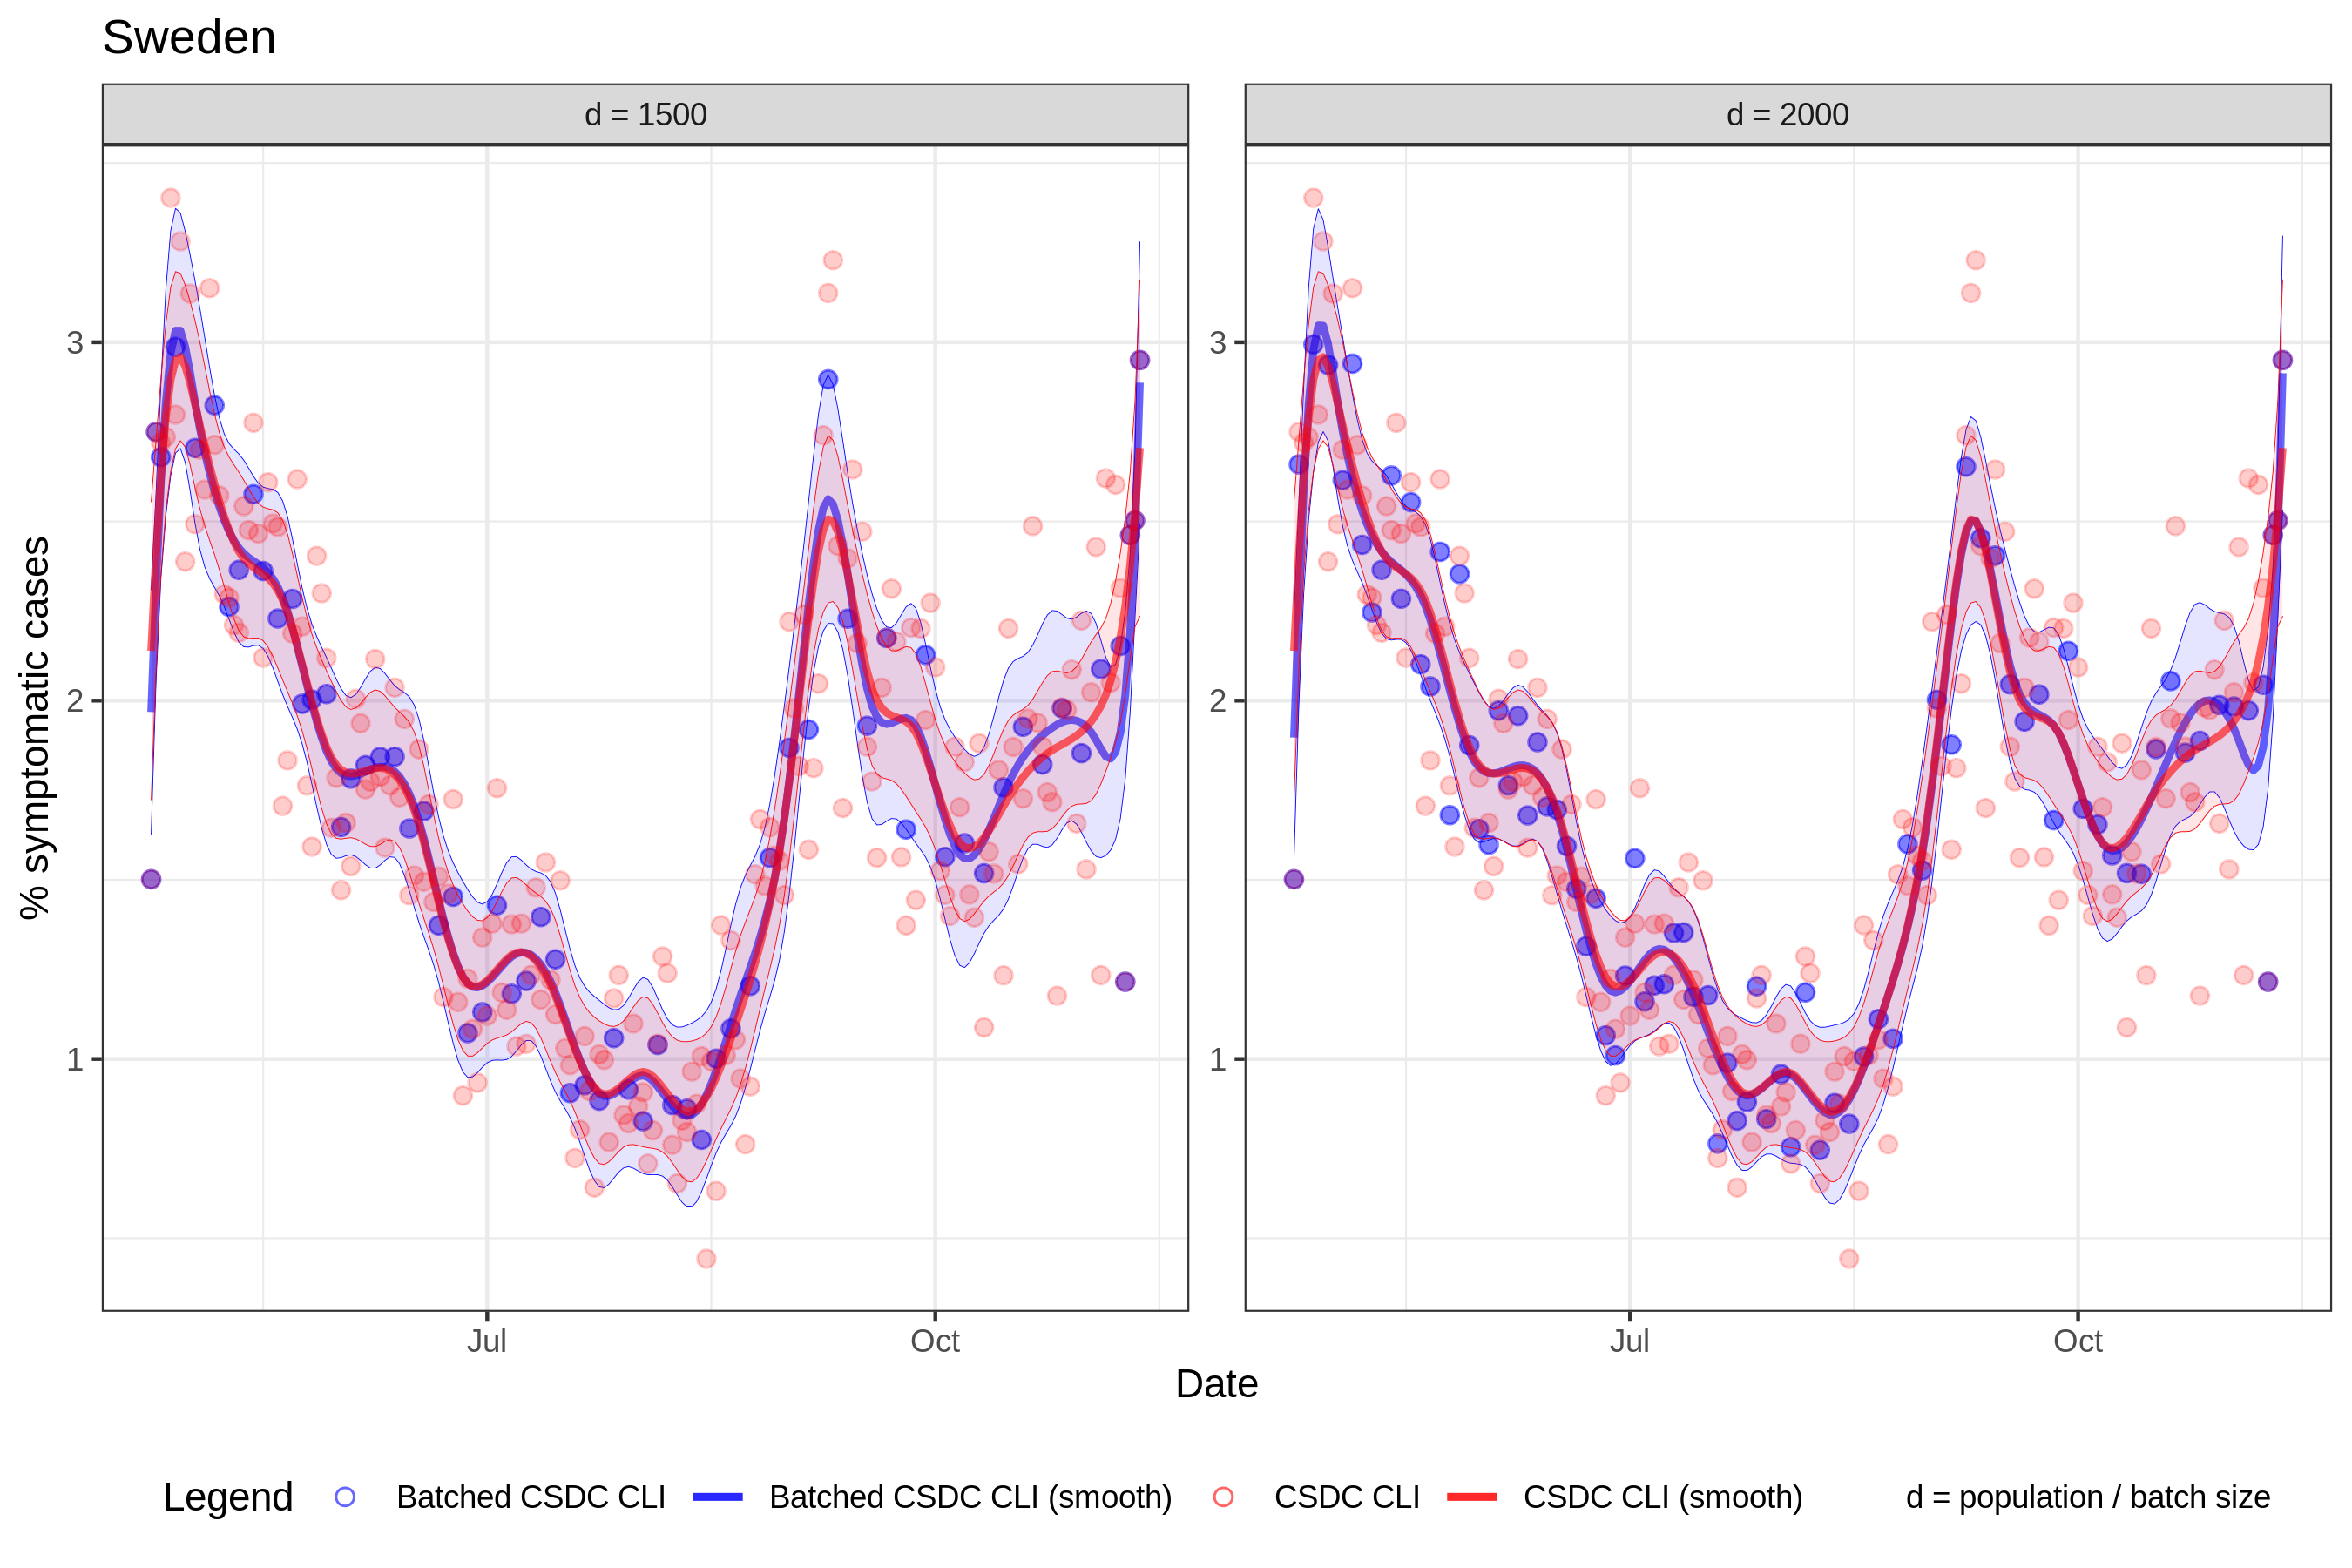 Sweden
d = 1500
d = 2000
% symptomatic cases
3
2
1
3
2
1
Jul
Oct
Jul
Oct
Date
Legend
Batched CSDC CLI
Batched CSDC CLI (smooth)
CSDC CLI
CSDC CLI (smooth)
d = population / batch size